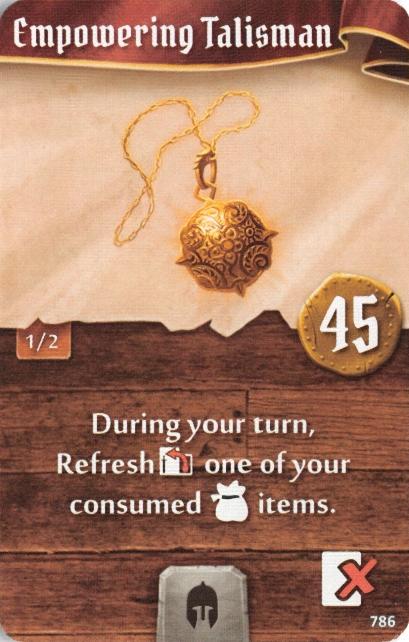 Empowering Talisman
45
1/2
During your turn,
Refresh one of your
consumed items.
786